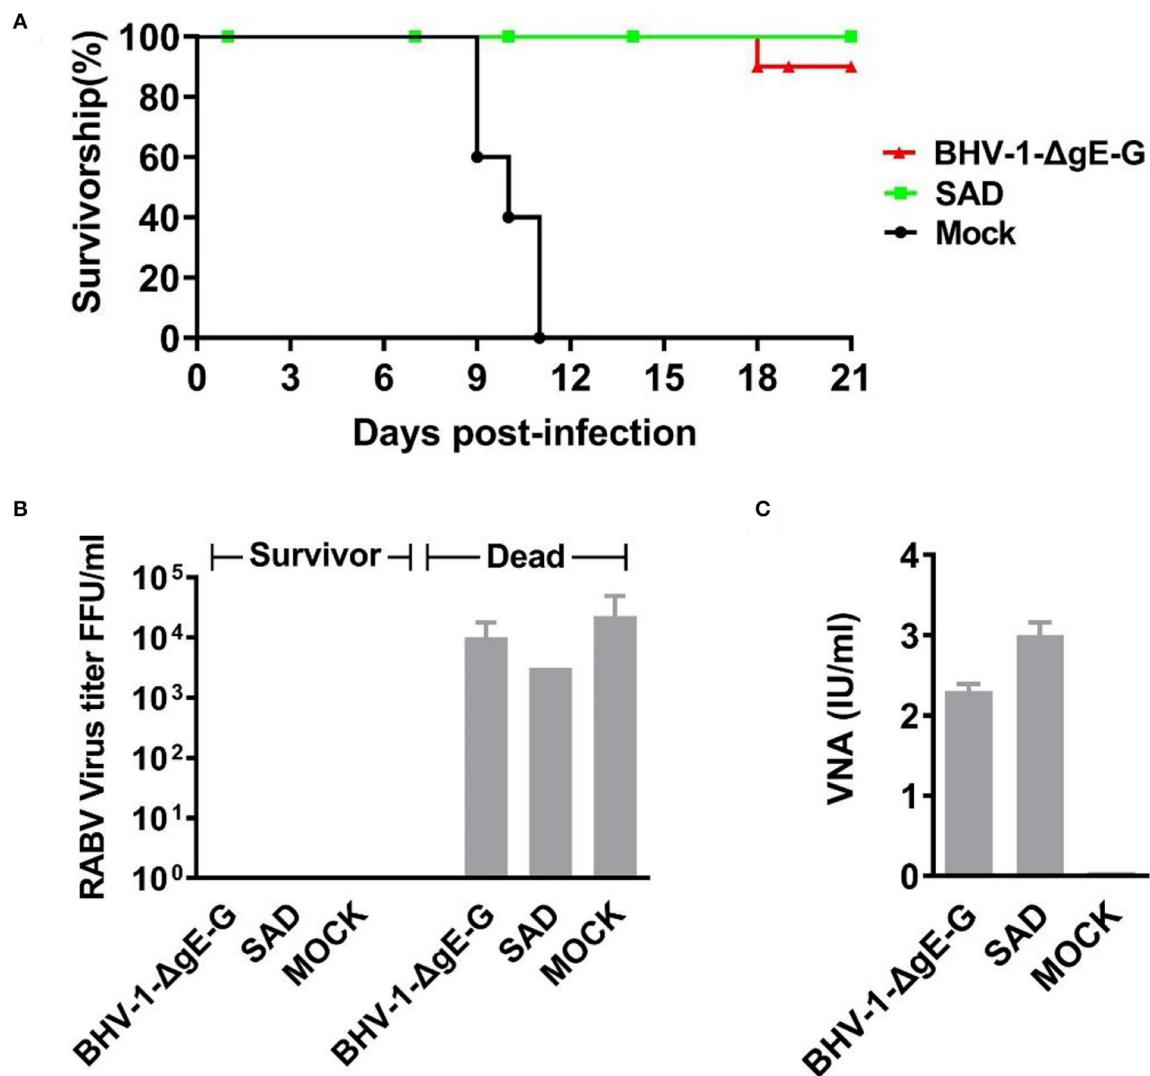 A
Survivorship(%)
100
80
60
40
20
0
0 3 6 9 12 15 18 21
Days post-infection
BHV-1-ΔgE-G
SAD
Mock
B
RABV Virus titer FFU/ml
Survivor Dead
10⁵
10⁴
10³
10²
10¹
10⁰
BHV-1-ΔgE-G SAD MOCK BHV-1-ΔgE-G SAD MOCK
C
VNA (IU/ml)
4
3
2
1
0
BHV-1-ΔgE-G SAD MOCK